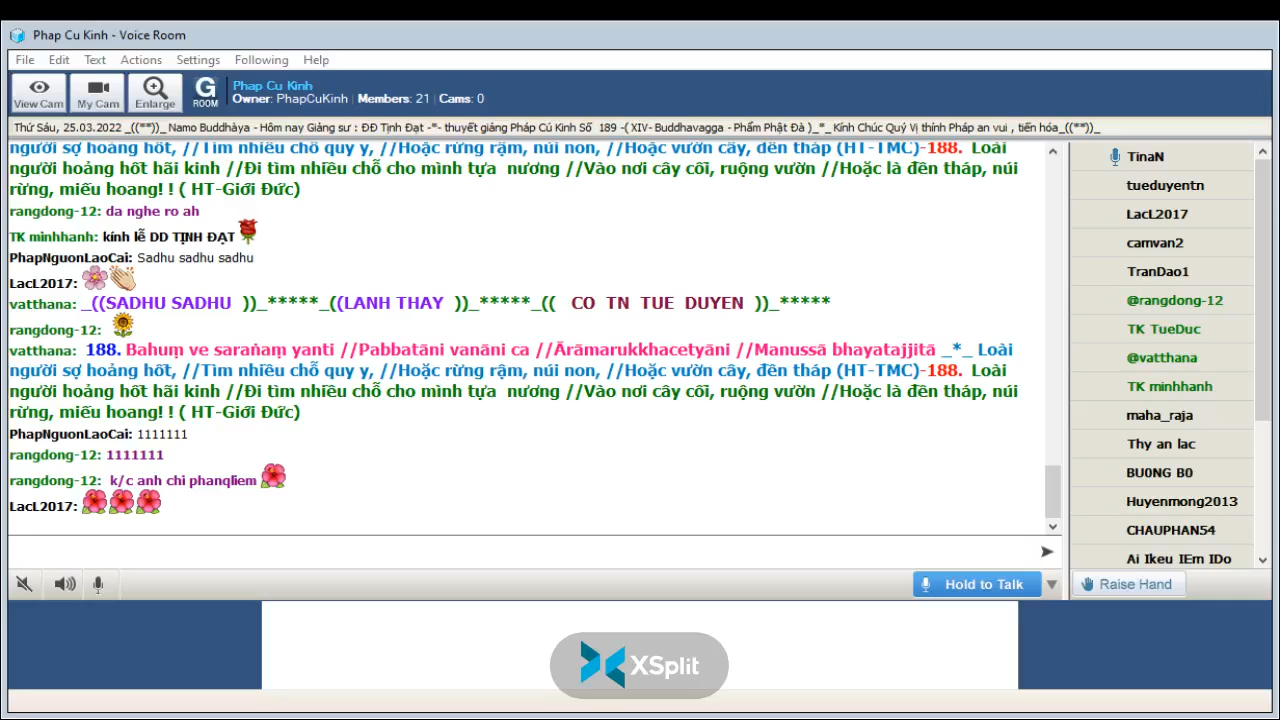 Phap Cu Kinh - Voice Room
File Edit Text Actions Settings Following Help
View Cam My Cam Enlarge G ROOM
Phap Cu Kinh
Owner: PhapCuKinh | Members: 21 | Cams: 0
Thứ Sáu, 25.03.2022 _((**))_ Namo Buddhàya - Hôm nay Giảng sư : ĐĐ Tịnh Đạt -*- thuyết giảng Pháp Cú Kinh Số 189 -( XIV- Buddhavagga - Phẩm Phật Đà )_*_ Kính Chúc Quý Vị thính Pháp an vui , tiến hóa_((**))_
người sợ hoảng hốt, //Tìm nhiều chỗ quy y, //Hoặc rừng rậm, núi non, //Hoặc vườn cây, đền tháp (HT-TMC)-188. Loài
người hoảng hốt hãi kinh //Đi tìm nhiều chỗ cho mình tựa nương //Vào nơi cây cối, ruộng vườn //Hoặc là đền tháp, núi
rừng, miếu hoang! ! ( HT-Giới Đức)
rangdong-12: da nghe ro ah
TK minhhanh: kính lễ DD TỊNH ĐẠT
PhapNguonLaoCai: Sadhu sadhu sadhu
LacL2017:
vatthana: _((SADHU SADHU ))_*****_((LANH THAY ))_*****_(( CO TN TUE DUYEN ))_*****
rangdong-12:
vatthana: 188. Bahuṃ ve saraṅaṃ yanti //Pabbatāni vanāni ca //Ārāmarukkhacetyāni //Manussā bhayatajjitā _*_ Loài
người sợ hoảng hốt, //Tìm nhiều chỗ quy y, //Hoặc rừng rậm, núi non, //Hoặc vườn cây, đền tháp (HT-TMC)-188. Loài
người hoảng hốt hãi kinh //Đi tìm nhiều chỗ cho mình tựa nương //Vào nơi cây cối, ruộng vườn //Hoặc là đền tháp, núi
rừng, miếu hoang! ! ( HT-Giới Đức)
PhapNguonLaoCai: 1111111
rangdong-12: 1111111
rangdong-12: k/c anh chi phanqliem
LacL2017:
TinaN
tueduyentn
LacL2017
camvan2
TranDao1
@rangdong-12
TK TueDuc
@vatthana
TK minhhanh
maha_raja
Thy an lac
BU0NG B0
Huyenmong2013
CHAUPHAN54
Ai Ikeu IEm IDo
Hold to Talk
Raise Hand
XSplit